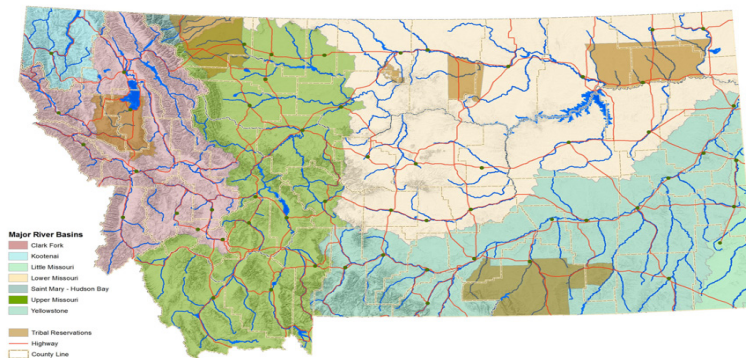 Major River Basins
Clark Fork
Kootenai
Little Missouri
Lower Missouri
Saint Mary - Hudson Bay
Upper Missouri
Yellowstone
Tribal Reservations
Highway
County Line